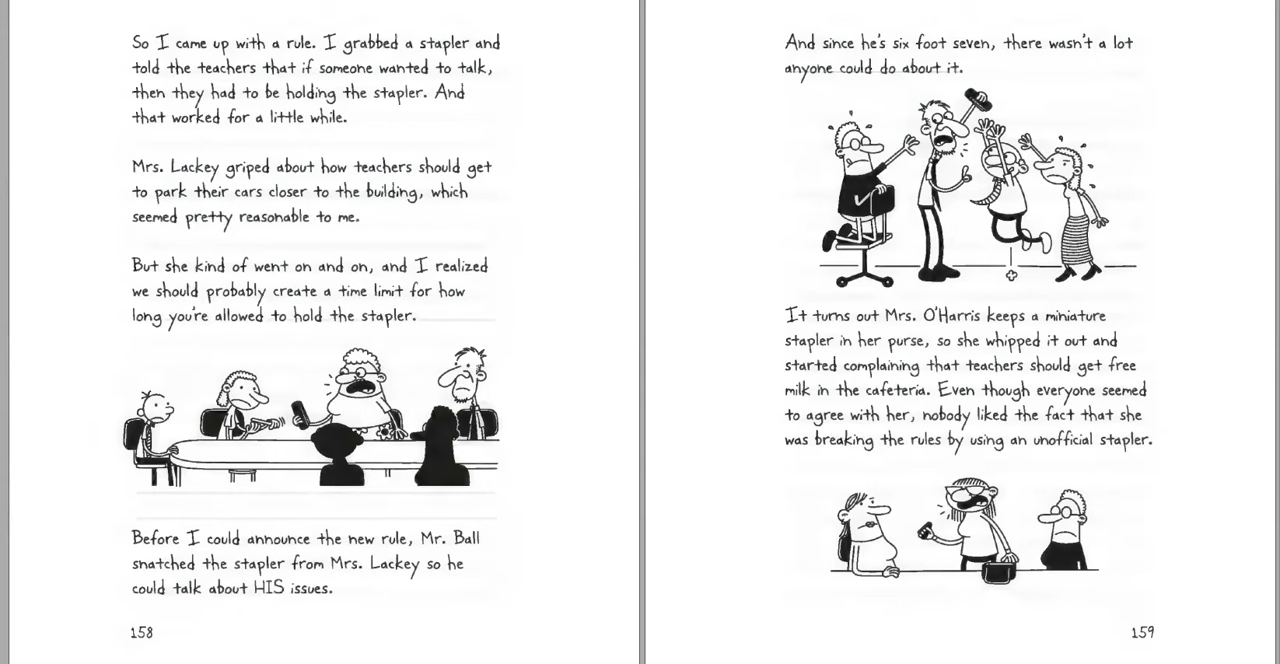 So I came up with a rule. I grabbed a stapler and
told the teachers that if someone wanted to talk,
then they had to be holding the stapler. And
that worked for a little while.
Mrs. Lackey griped about how teachers should get
to park their cars closer to the building, which
seemed pretty reasonable to me.
But she kind of went on and on, and I realized
we should probably create a time limit for how
long you're allowed to hold the stapler.
Before I could announce the new rule, Mr. Ball
snatched the stapler from Mrs. Lackey so he
could talk about HIS issues.
158
And since he's six foot seven, there wasn't a lot
anyone could do about it.
It turns out Mrs. O'Harris keeps a miniature
stapler in her purse, so she whipped it out and
started complaining that teachers should get free
milk in the cafeteria. Even though everyone seemed
to agree with her, nobody liked the fact that she
was breaking the rules by using an unofficial stapler.
159